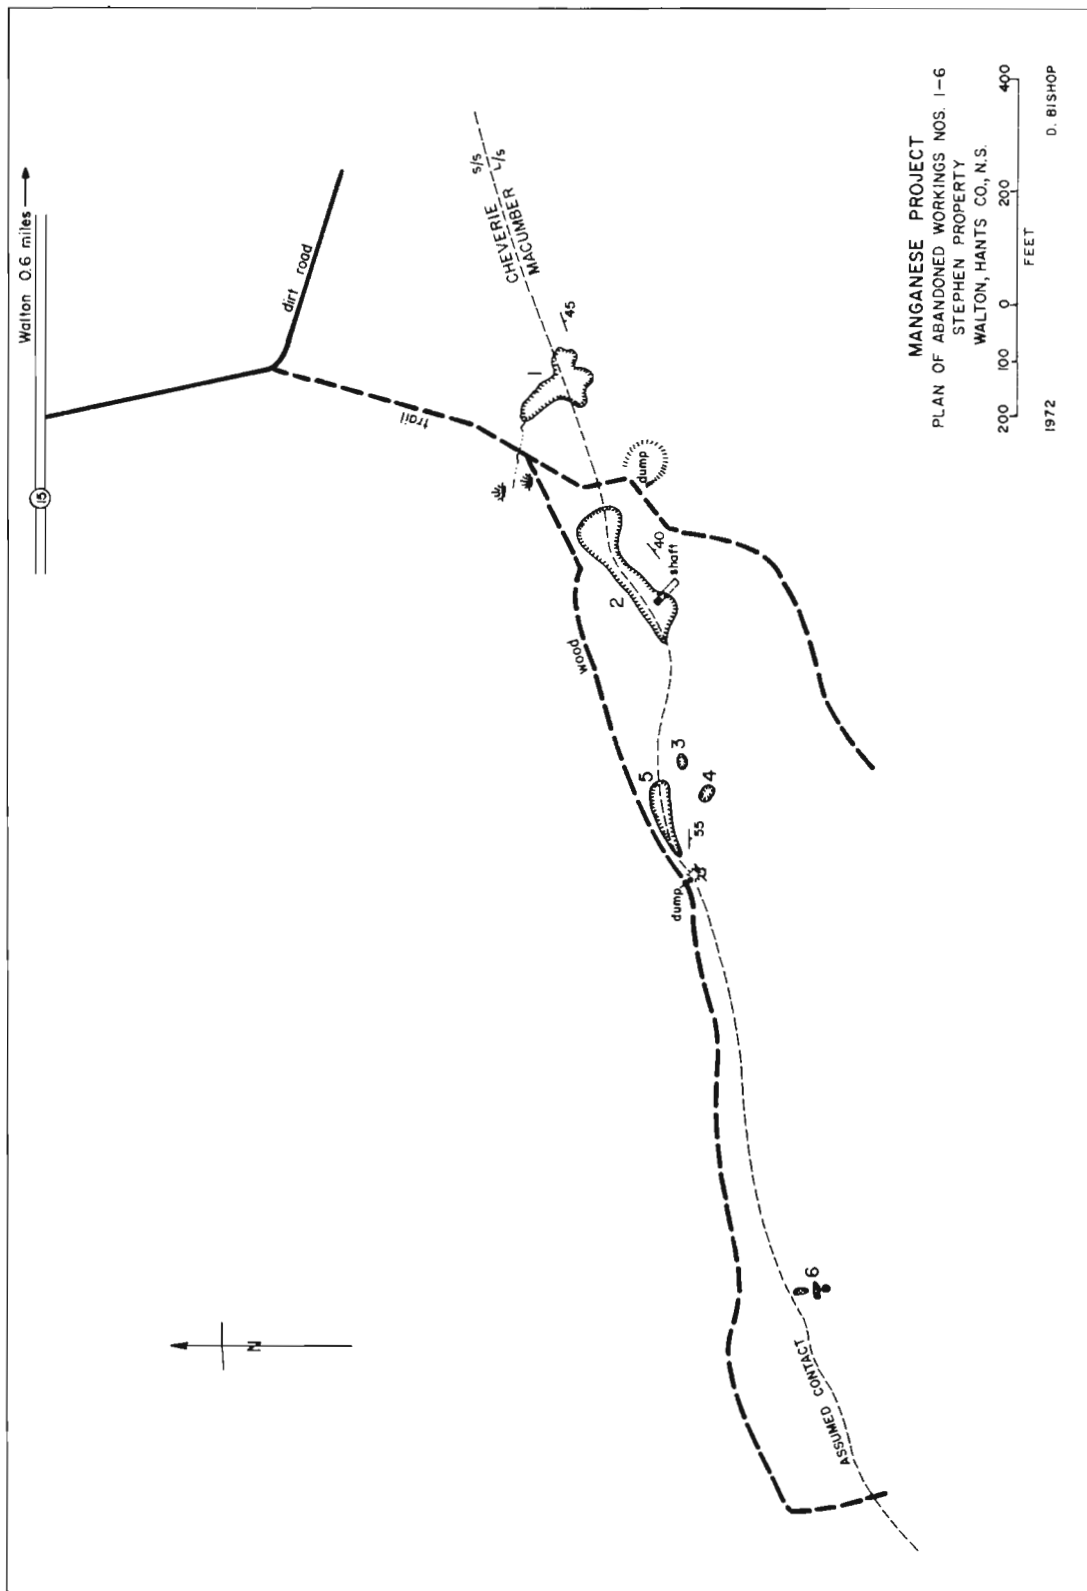 Walton 0.6 miles
15
dirt road
trail
CHEVERIE S/S
MACUMBER L/S
1
45
dump
2
40
shaft
wood
3
5
4
55
dump
6
ASSUMED CONTACT
N
MANGANESE PROJECT
PLAN OF ABANDONED WORKINGS NOS. 1-6
STEPHEN PROPERTY
WALTON, HANTS CO., N.S.
200 100 0 200 400
FEET
1972 D. BISHOP